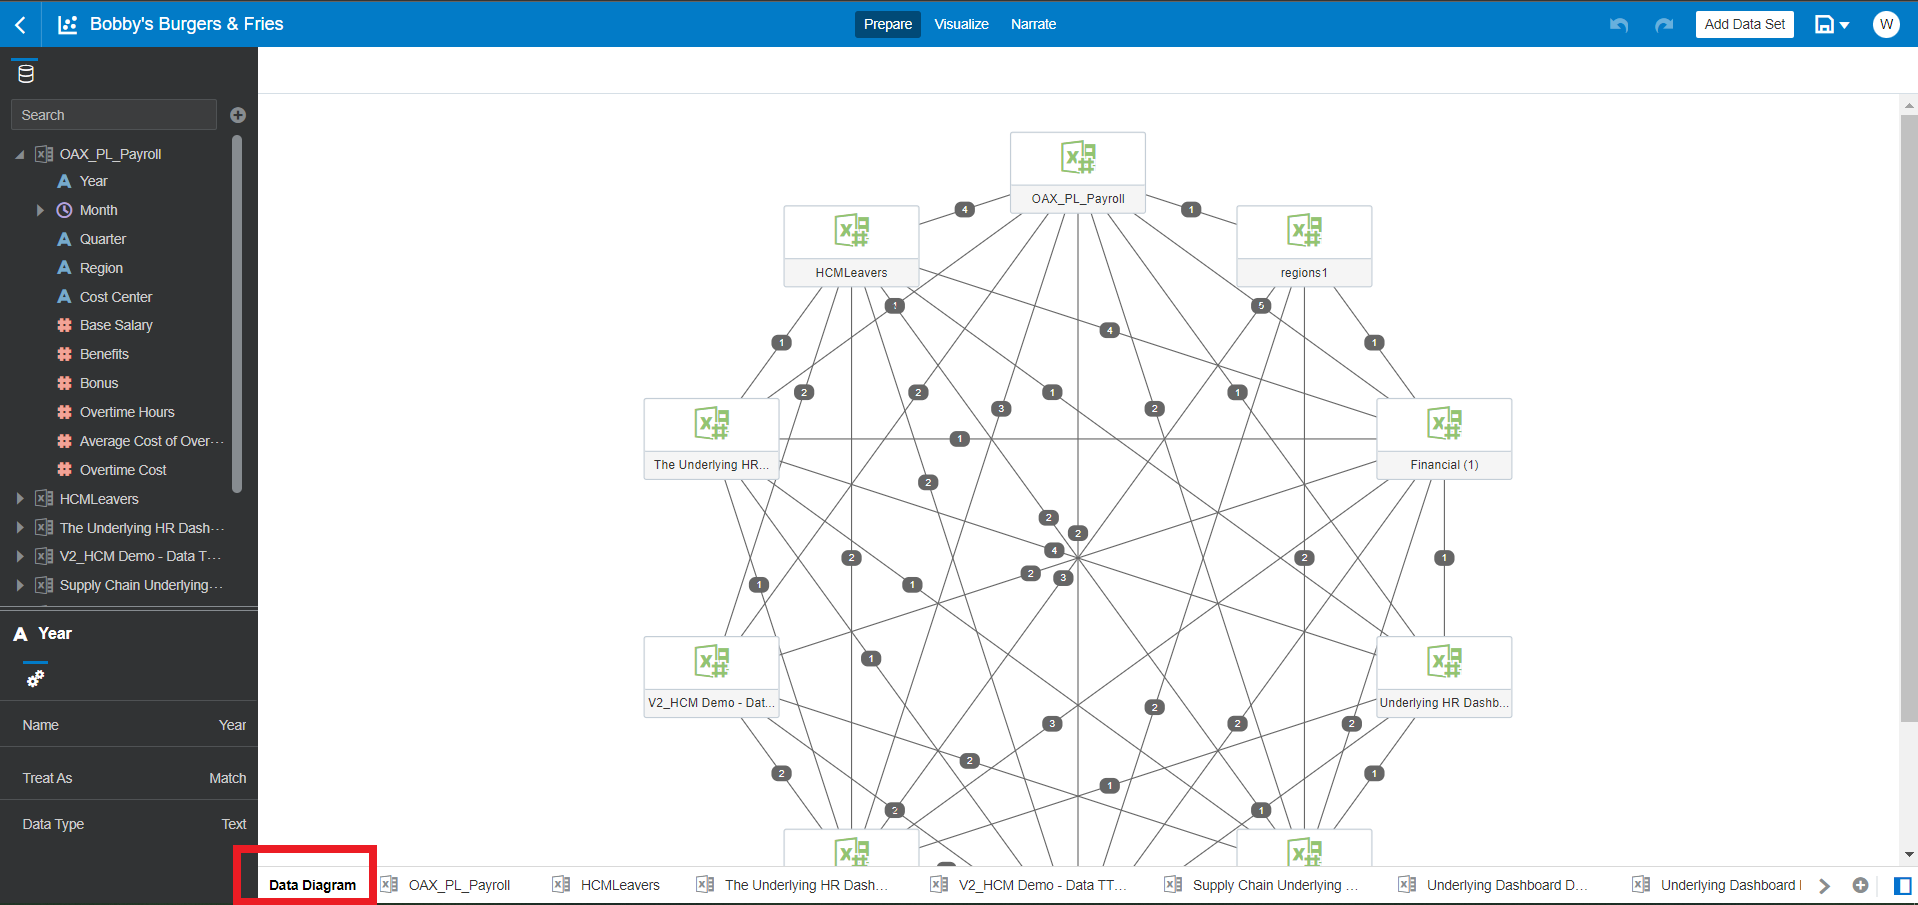 Bobby's Burgers & Fries
Prepare Visualize Narrate
Add Data Set
W
Search
OAX_PL_Payroll
Year
Month
Quarter
Region
Cost Center
Base Salary
Benefits
Bonus
Overtime Hours
Average Cost of Over···
Overtime Cost
HCMLeavers
The Underlying HR Dash···
V2_HCM Demo - Data T···
Supply Chain Underlying···
A Year
Name Year
Treat As Match
Data Type Text
OAX_PL_Payroll
4 1
HCMLeavers
regions1
1 5
4
1 1
2 2 1 1
3 2
The Underlying HR...
1
Financial (1)
2
2
2
4
2 2 1
2 3
1 1
V2_HCM Demo - Dat...
1
Underlying HR Dashb...
2
3 2 2
2
2 1
1
2 1
Data Diagram OAX_PL_Payroll HCMLeavers The Underlying HR Dash... V2_HCM Demo - Data TT... Supply Chain Underlying ... Underlying Dashboard D... Underlying Dashboard